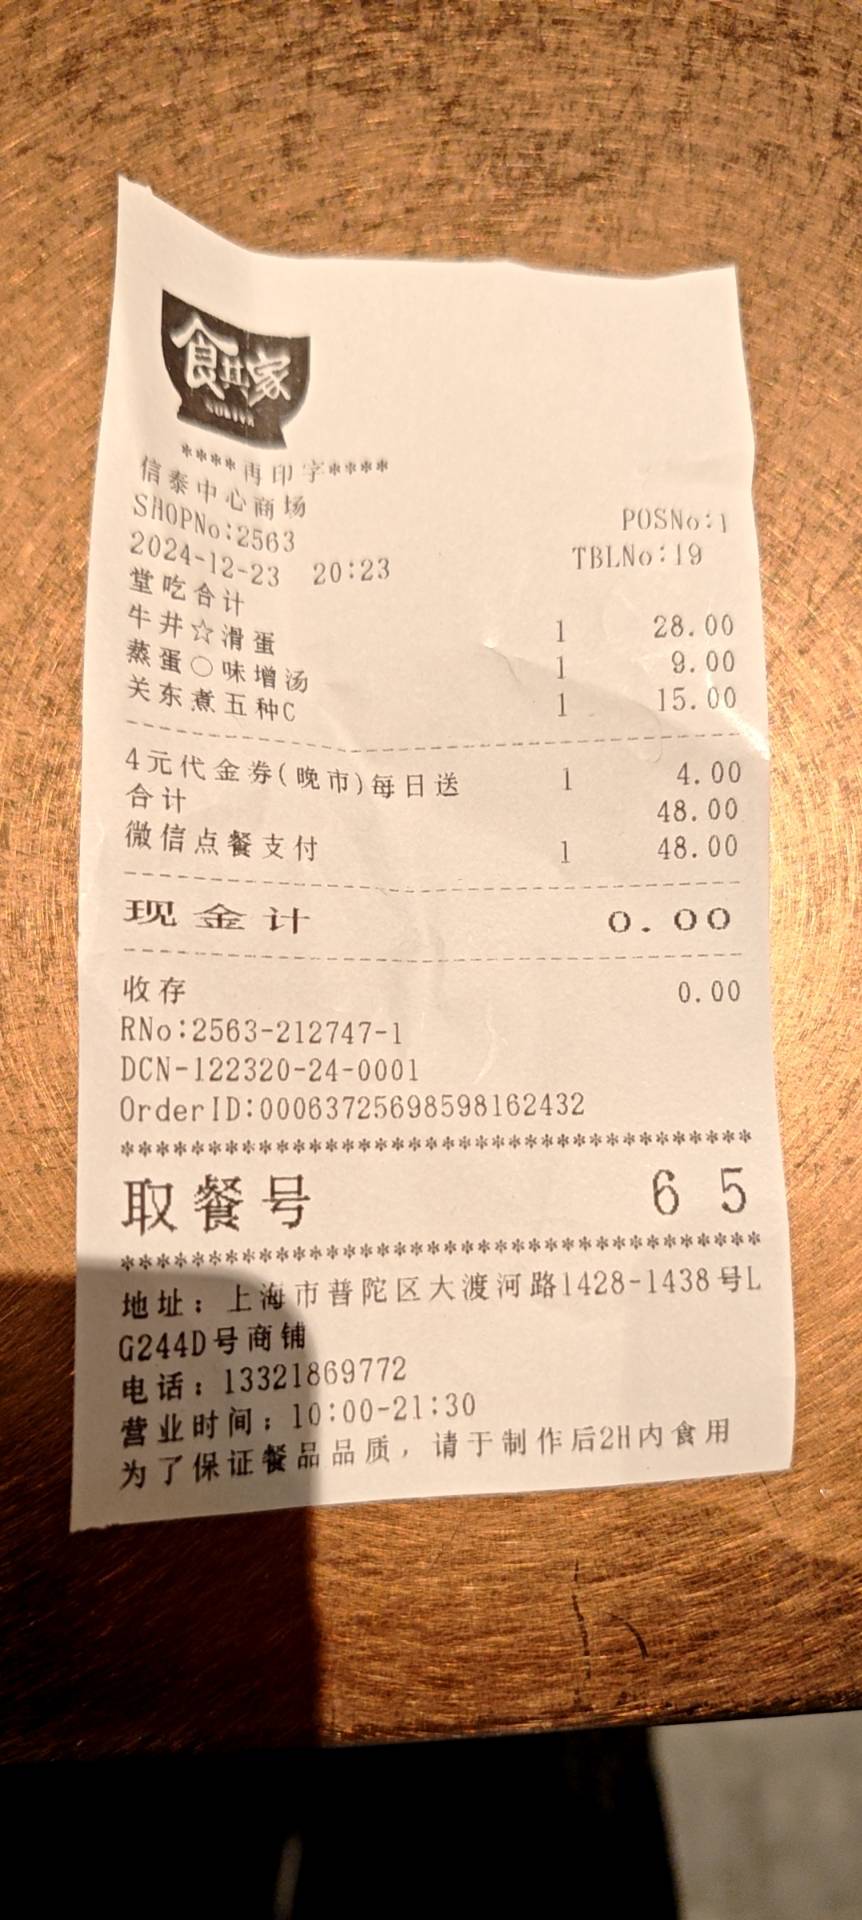 食其家
SUKIYA
****再印字****
信泰中心商场
SHOPNo:2563 POSNo:1
2024-12-23 20:23 TBLNo:19
堂吃合计
牛井☆滑蛋 1 28.00
蒸蛋○味增汤 1 9.00
关东煮五种C 1 15.00
4元代金券(晚市)每日送 1 4.00
合计 48.00
微信点餐支付 1 48.00
现金计 0.00
收存 0.00
RNo:2563-212747-1
DCN-122320-24-0001
OrderID:00063725698598162432
************************************
取餐号 65
************************************
地址：上海市普陀区大渡河路1428-1438号L
G244D号商铺
电话：13321869772
营业时间：10:00-21:30
为了保证餐品品质，请于制作后2H内食用